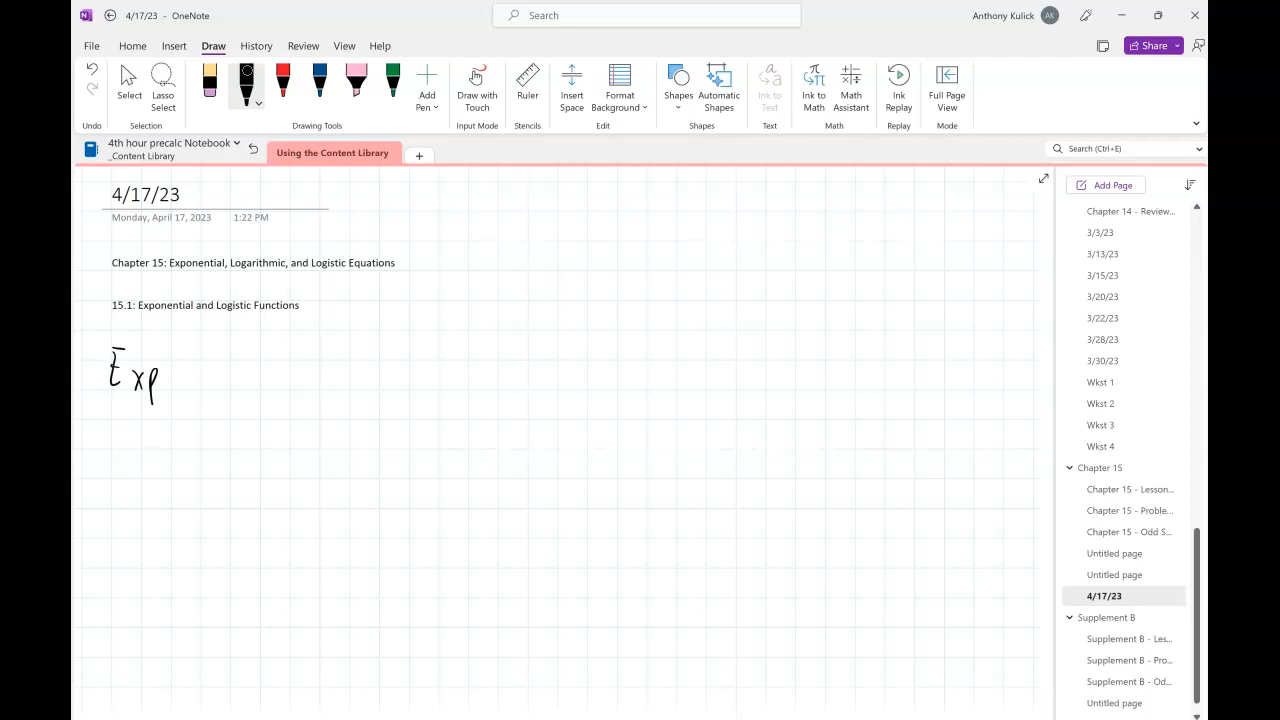 4/17/23 - OneNote
Search
Anthony Kulick
AK
File Home Insert Draw History Review View Help
Share
Undo
Select
Lasso Select
Selection
Drawing Tools
Add Pen
Draw with Touch
Input Mode
Ruler
Stencils
Insert Space
Format Background
Edit
Shapes
Automatic Shapes
Shapes
Ink to Text
Text
Ink to Math
Math Assistant
Math
Ink Replay
Replay
Full Page View
Mode
4th hour precalc Notebook
_Content Library
Using the Content Library
+
Search (Ctrl+E)
4/17/23
Monday, April 17, 2023 1:22 PM
Chapter 15: Exponential, Logarithmic, and Logistic Equations
15.1: Exponential and Logistic Functions
Exp
Add Page
Chapter 14 - Review...
3/3/23
3/13/23
3/15/23
3/20/23
3/22/23
3/28/23
3/30/23
Wkst 1
Wkst 2
Wkst 3
Wkst 4
Chapter 15
Chapter 15 - Lesson...
Chapter 15 - Proble...
Chapter 15 - Odd S...
Untitled page
Untitled page
4/17/23
Supplement B
Supplement B - Les...
Supplement B - Pro...
Supplement B - Od...
Untitled page